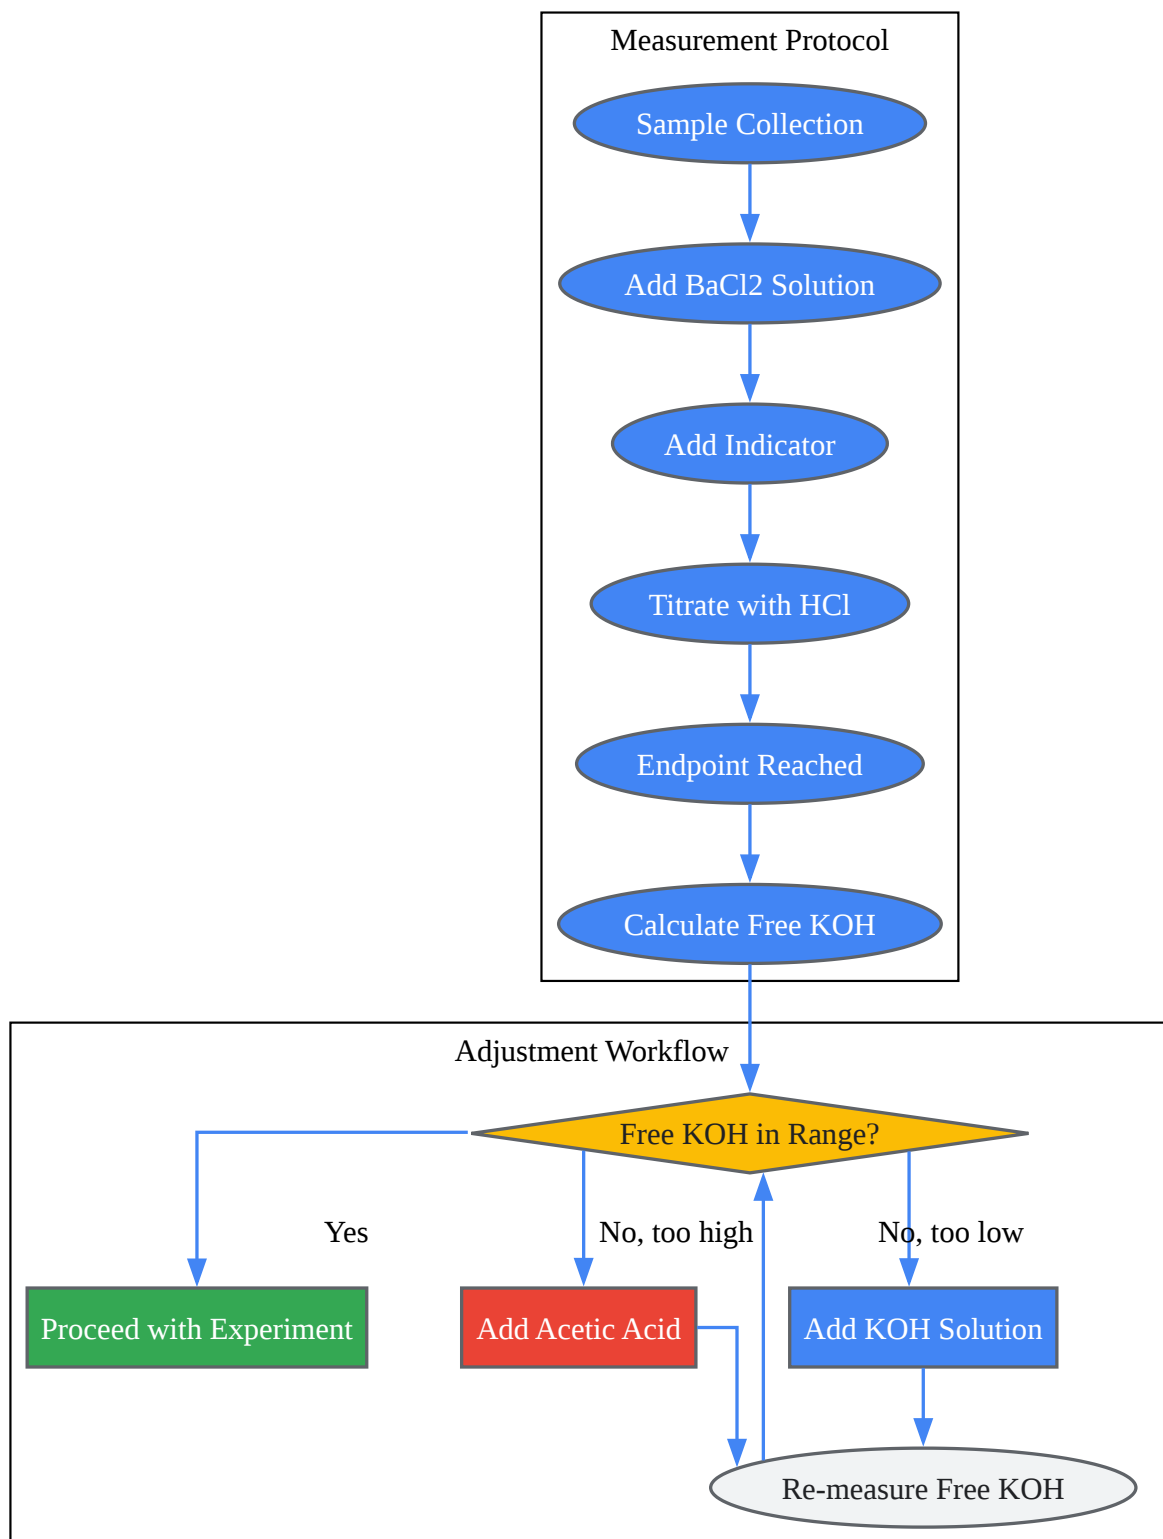 Measurement Protocol
Sample Collection
Add BaCl2 Solution
Add Indicator
Titrate with HCl
Endpoint Reached
Calculate Free KOH
Adjustment Workflow
Free KOH in Range?
Yes
No, too high
No, too low
Proceed with Experiment
Add Acetic Acid
Add KOH Solution
Re-measure Free KOH